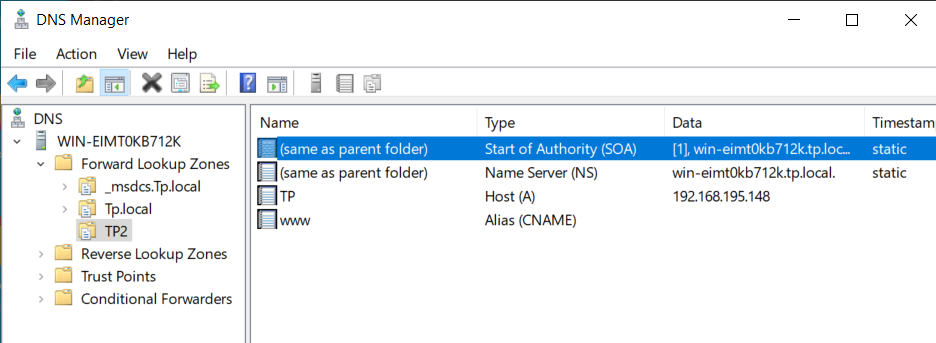 DNS Manager
File Action View Help
DNS
WIN-EIMT0KB712K
Forward Lookup Zones
_msdcs.Tp.local
Tp.local
TP2
Reverse Lookup Zones
Trust Points
Conditional Forwarders
Name Type Data Timestamp
(same as parent folder) Start of Authority (SOA) [1], win-eimt0kb712k.tp.loc... static
(same as parent folder) Name Server (NS) win-eimt0kb712k.tp.local. static
TP Host (A) 192.168.195.148
www Alias (CNAME)